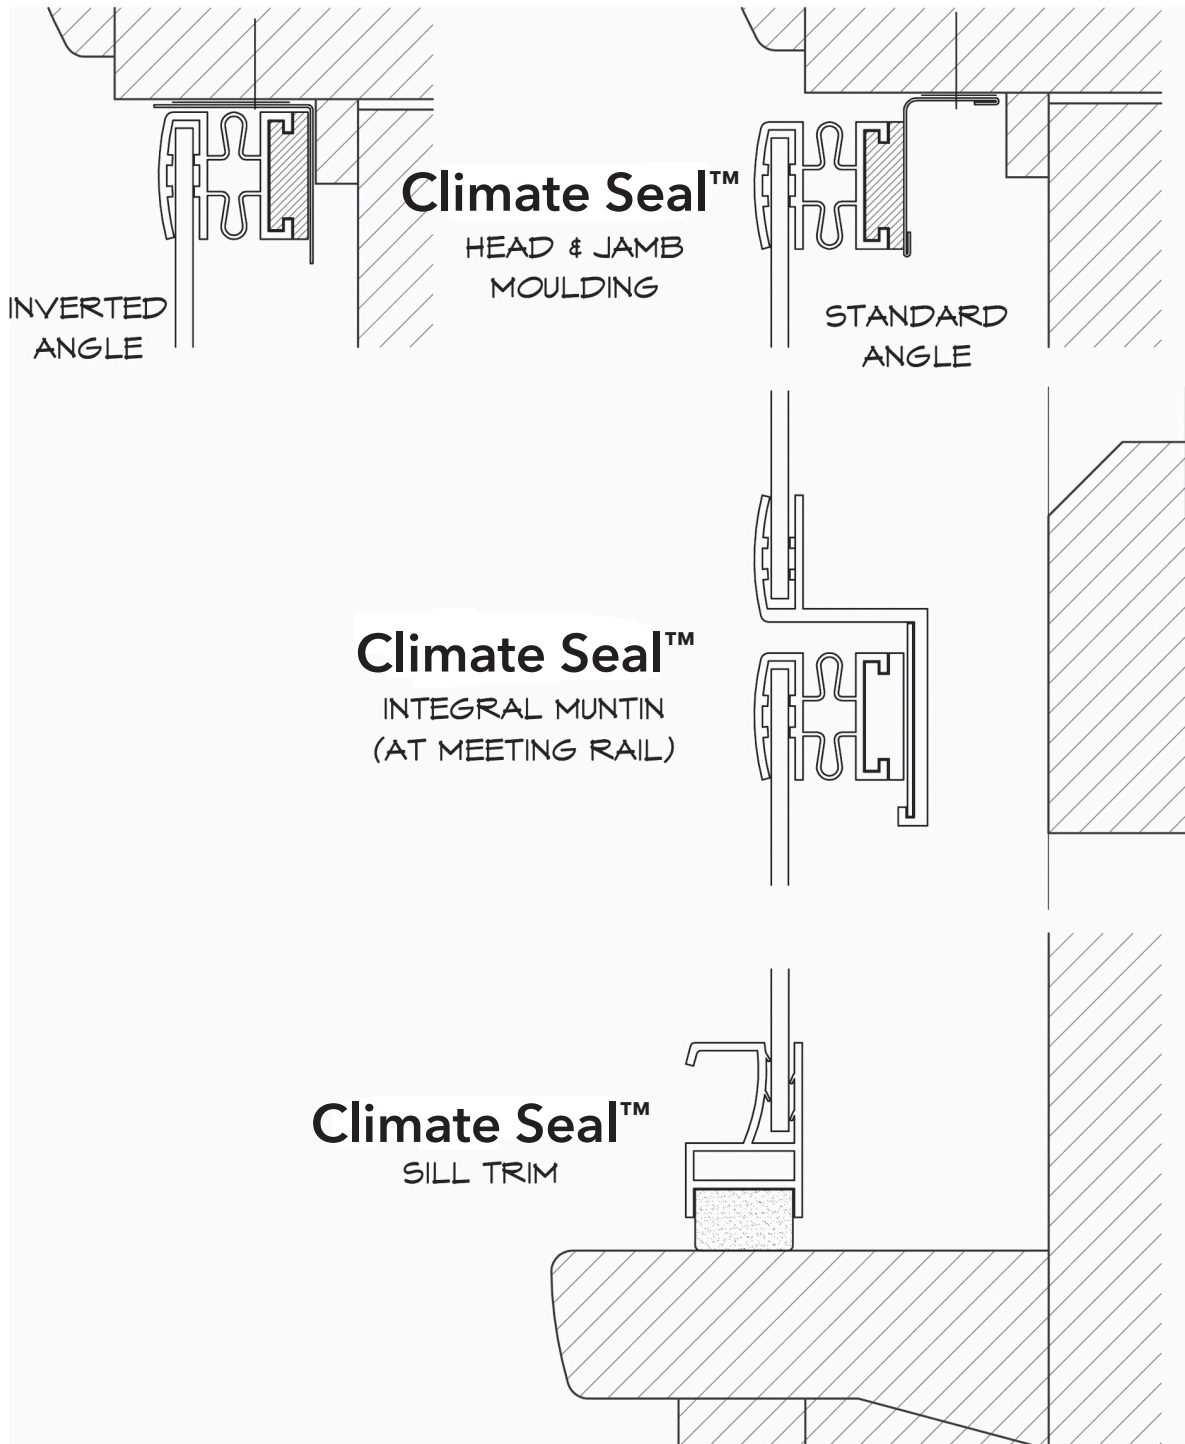 Climate Seal™
HEAD & JAMB
MOULDING
INVERTED
ANGLE
STANDARD
ANGLE
Climate Seal™
INTEGRAL MUNTIN
(AT MEETING RAIL)
Climate Seal™
SILL TRIM